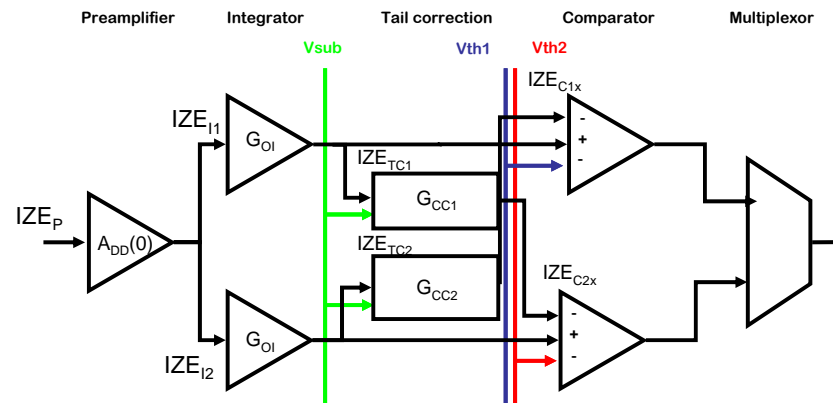 Preamplifier Integrator Tail correction Comparator Multiplexor
Vsub Vth1 Vth2
IZE_C1x
IZE_I1
G_OI
-
+
-
IZE_TC1
G_CC1
IZE_P
A_DD(0)
IZE_TC2
G_CC2
IZE_C2x
G_OI
-
+
-
IZE_I2